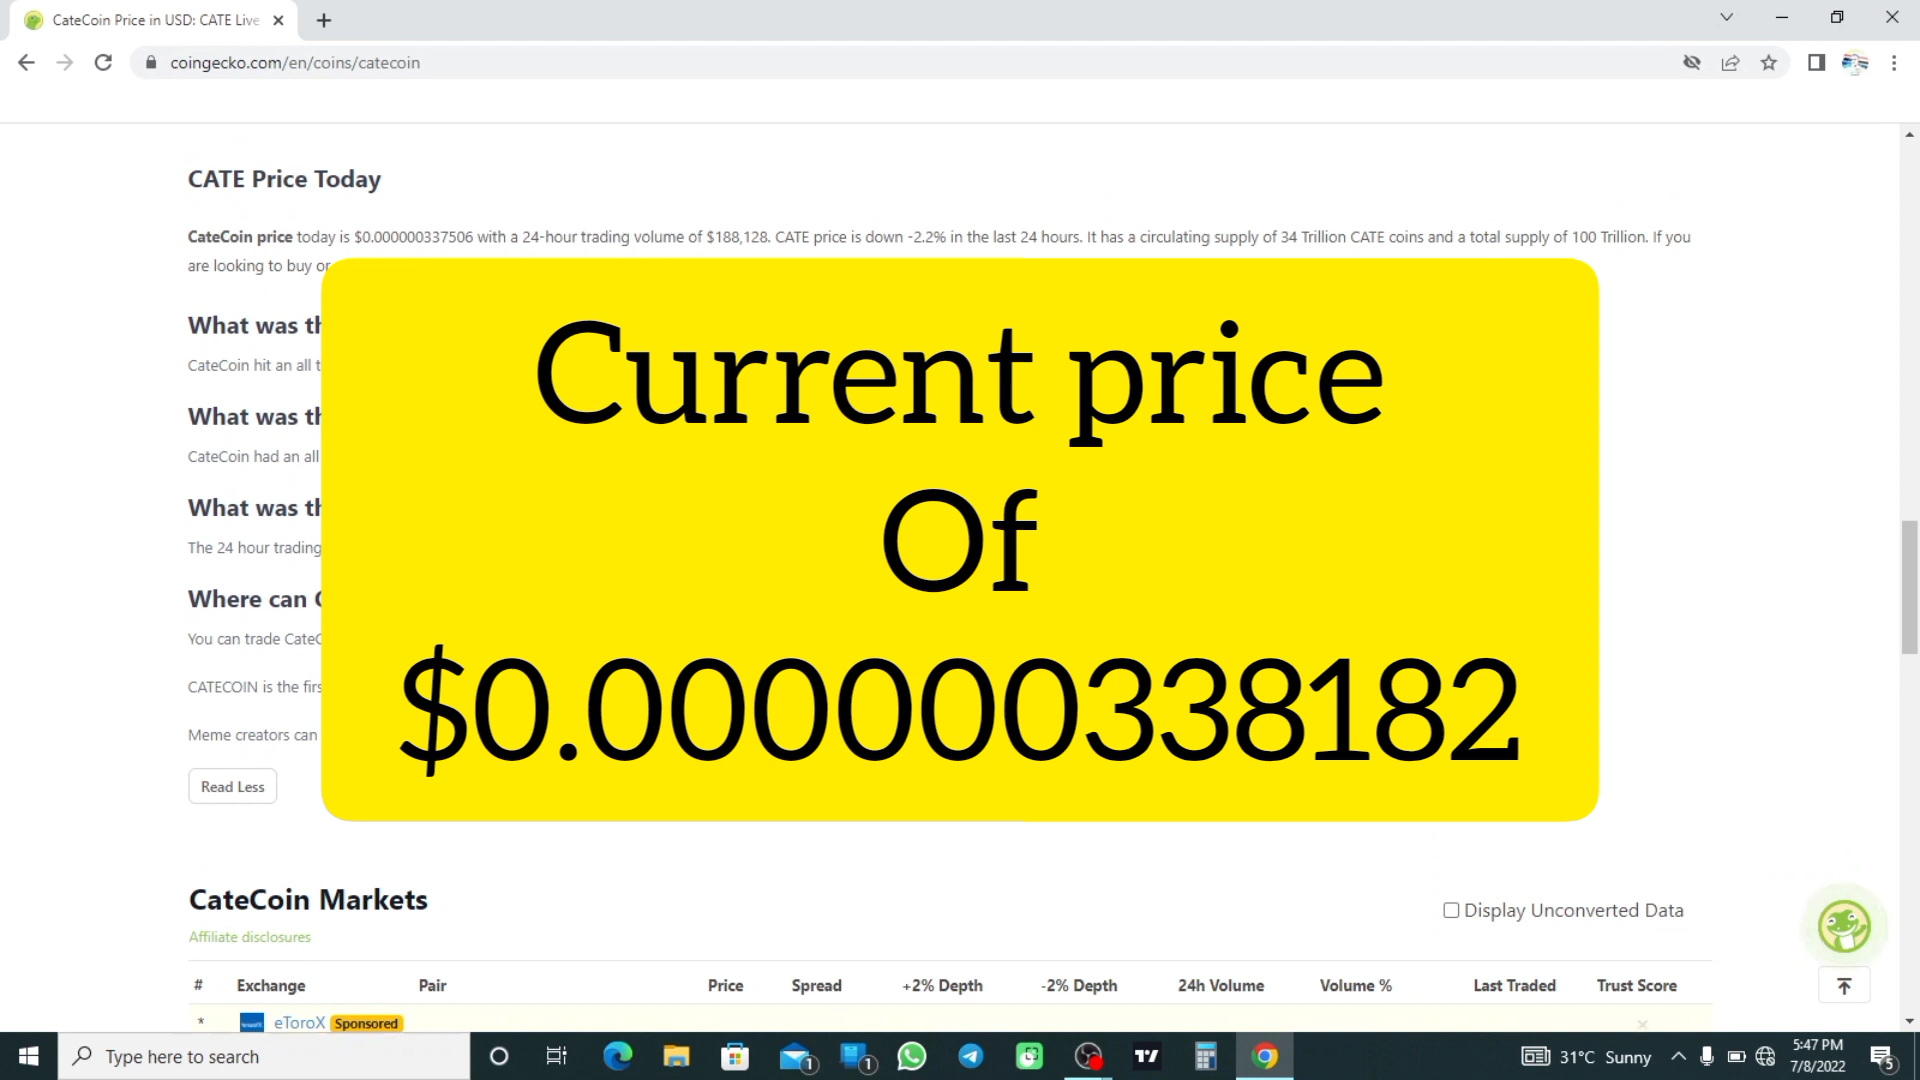 CateCoin Price in USD: CATE Live
coingecko.com/en/coins/catecoin
CATE Price Today
CateCoin price today is $0.000000337506 with a 24-hour trading volume of $188,128. CATE price is down -2.2% in the last 24 hours. It has a circulating supply of 34 Trillion CATE coins and a total supply of 100 Trillion. If you
are looking to buy or
What was th
CateCoin hit an all t
What was th
CateCoin had an all
What was th
The 24 hour trading
Where can C
You can trade CateC
CATECOIN is the firs
Meme creators can
Read Less
Current price
Of
$0.000000338182
CateCoin Markets
Display Unconverted Data
Affiliate disclosures
# Exchange Pair Price Spread +2% Depth -2% Depth 24h Volume Volume % Last Traded Trust Score
* eToroX Sponsored
Type here to search
1
1
31°C Sunny
5:47 PM
7/8/2022
5